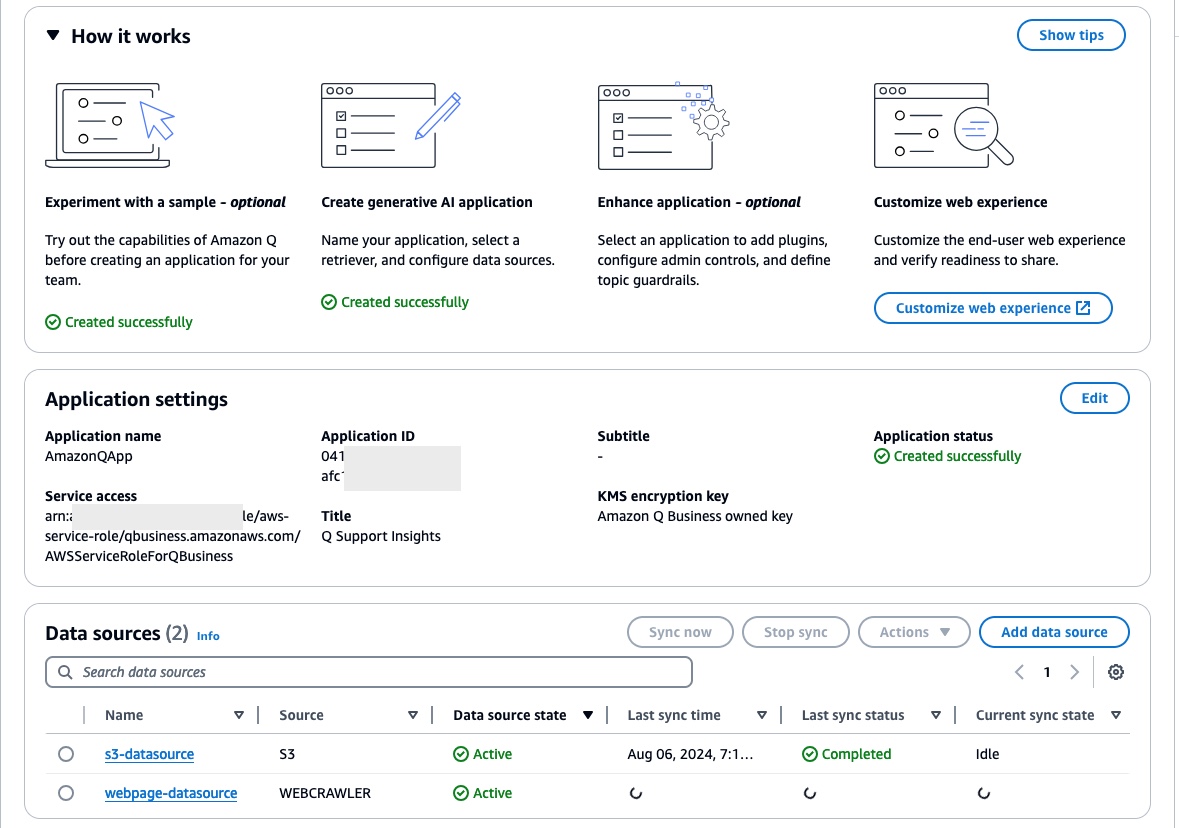 How it works
Show tips
Experiment with a sample - optional
Try out the capabilities of Amazon Q
before creating an application for your
team.
Created successfully
Create generative AI application
Name your application, select a
retriever, and configure data sources.
Created successfully
Enhance application - optional
Select an application to add plugins,
configure admin controls, and define
topic guardrails.
Customize web experience
Customize the end-user web experience
and verify readiness to share.
Customize web experience
Application settings
Edit
Application name
AmazonQApp
Service access
arn:a le/aws-
service-role/qbusiness.amazonaws.com/
AWSServiceRoleForQBusiness
Application ID
041
afc1
Title
Q Support Insights
Subtitle
-
KMS encryption key
Amazon Q Business owned key
Application status
Created successfully
Data sources (2) Info
Sync now
Stop sync
Actions
Add data source
Search data sources
1
Name Source Data source state Last sync time Last sync status Current sync state
s3-datasource S3 Active Aug 06, 2024, 7:1... Completed Idle
webpage-datasource WEBCRAWLER Active